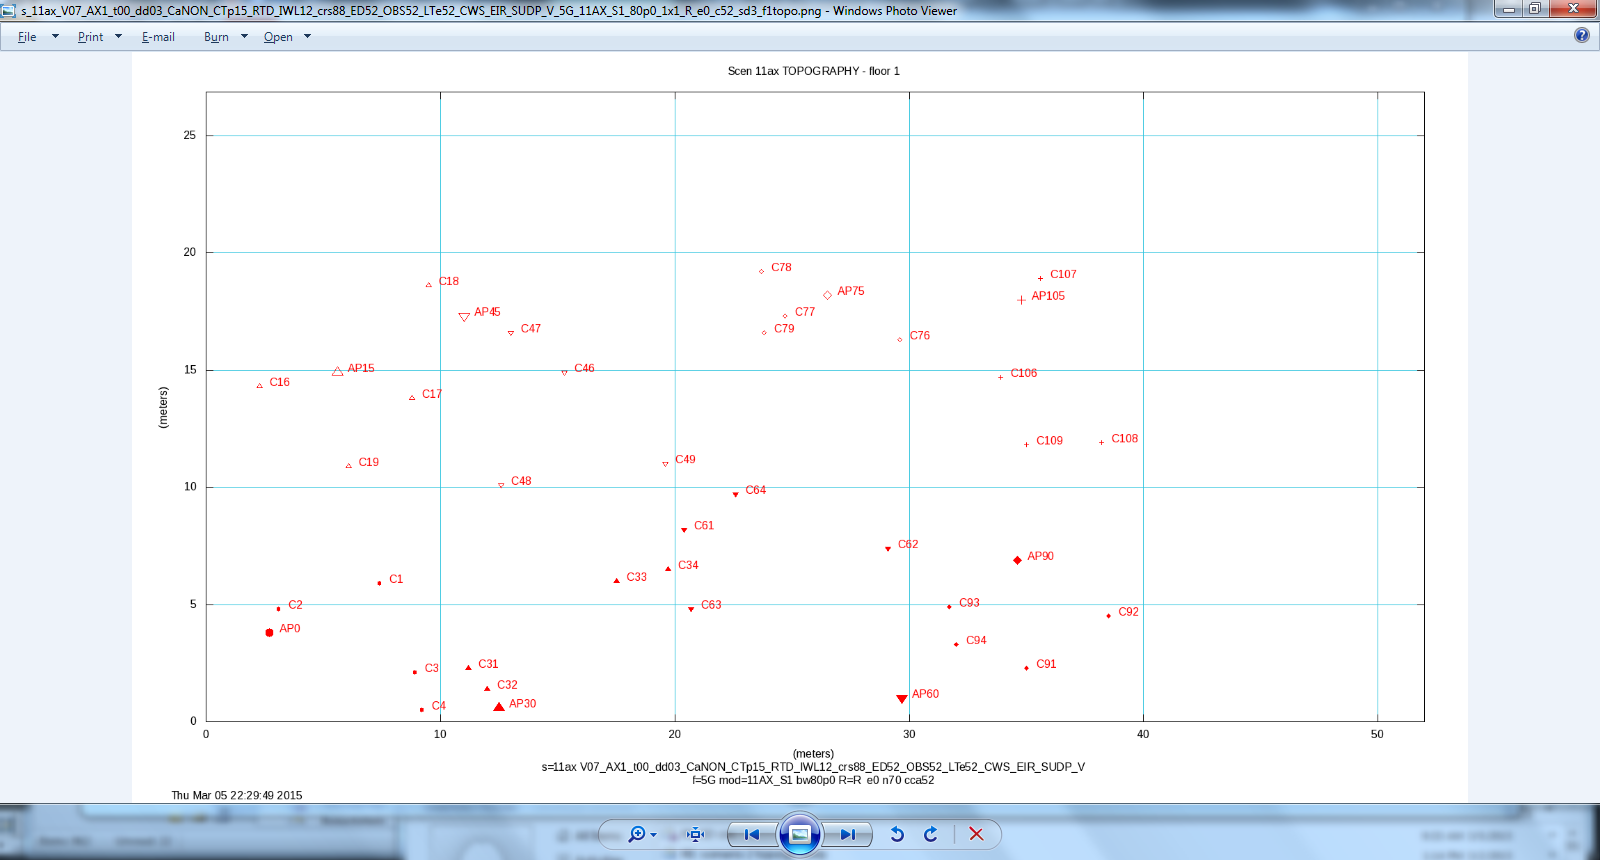 s_11ax_V07_AX1_t00_dd03_CaNON_CTp15_RTD_IWL12_crs88_ED52_OBS52_LTe52_CWS_EIR_SUDP_V_5G_11AX_S1_80p0_1x1_R_e0_c52_sd3_f1topo.png - Windows Photo Viewer
File Print E-mail Burn Open
Scen 11ax TOPOGRAPHY - floor 1
25
20
C78
C107
C18
AP75
AP105
AP45
C77
C47
C79
C76
15
AP15
C46
C106
C16
C17
C109
C108
C19
C49
C48
10
C64
C61
C62
AP90
C34
C33
C1
5
C2
C63
C93
C92
AP0
C94
C3
C31
C91
C32
AP60
C4
AP30
0
0 10 20 30 40 50
(meters)
(meters)
s=11ax V07_AX1_t00_dd03_CaNON_CTp15_RTD_IWL12_crs88_ED52_OBS52_LTe52_CWS_EIR_SUDP_V
f=5G mod=11AX_S1 bw80p0 R=R e0 n70 cca52
Thu Mar 05 22:29:49 2015